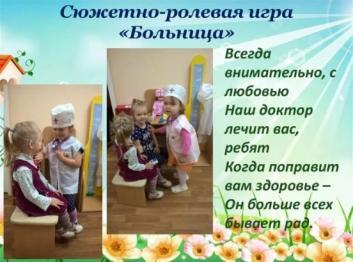 Сюжетно-ролевая игра
«Больница»
Всегда
внимательно, с
любовью
Наш доктор
лечит вас,
ребят
Когда поправит
вам здоровье –
Он больше всех
бывает рад.